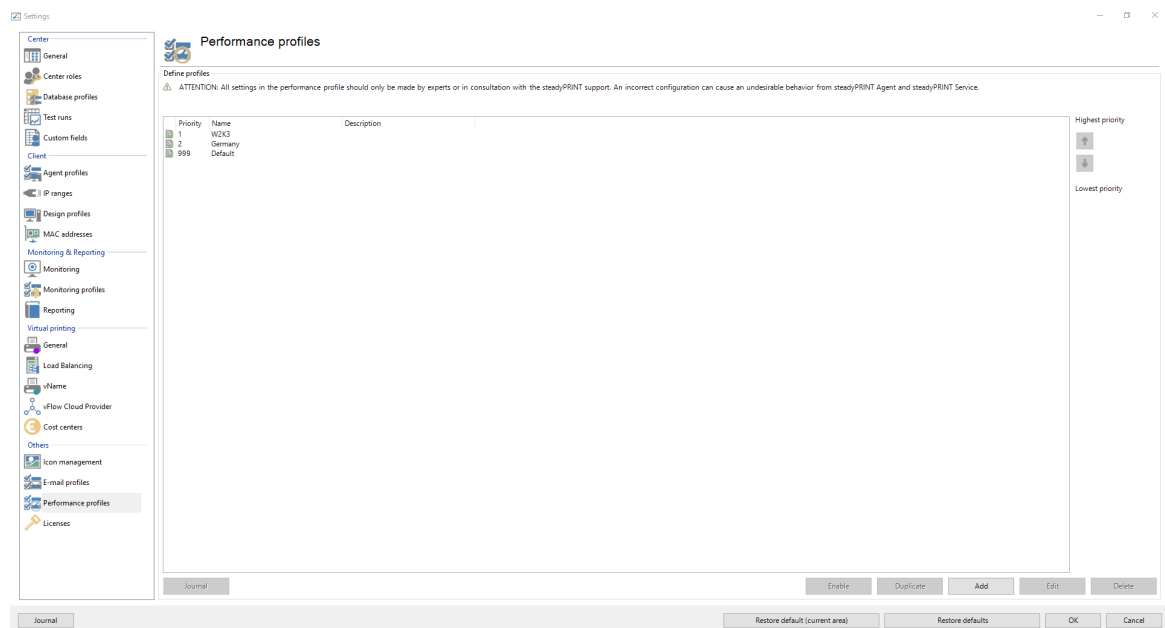 Settings
Center
General
Center roles
Database profiles
Test runs
Custom fields
Client
Agent profiles
IP ranges
Design profiles
MAC addresses
Monitoring & Reporting
Monitoring
Monitoring profiles
Reporting
Virtual printing
General
Load Balancing
vName
vFlow Cloud Provider
Cost centers
Others
Icon management
E-mail profiles
Performance profiles
Licenses
Performance profiles
Define profiles
ATTENTION: All settings in the performance profile should only be made by experts or in consultation with the steadyPRINT support. An incorrect configuration can cause an undesirable behavior from steadyPRINT Agent and steadyPRINT Service.
Priority Name Description
1 W2K3
2 Germany
999 Default
Highest priority
Lowest priority
Journal Enable Duplicate Add Edit Delete
Journal Restore default (current area) Restore defaults OK Cancel